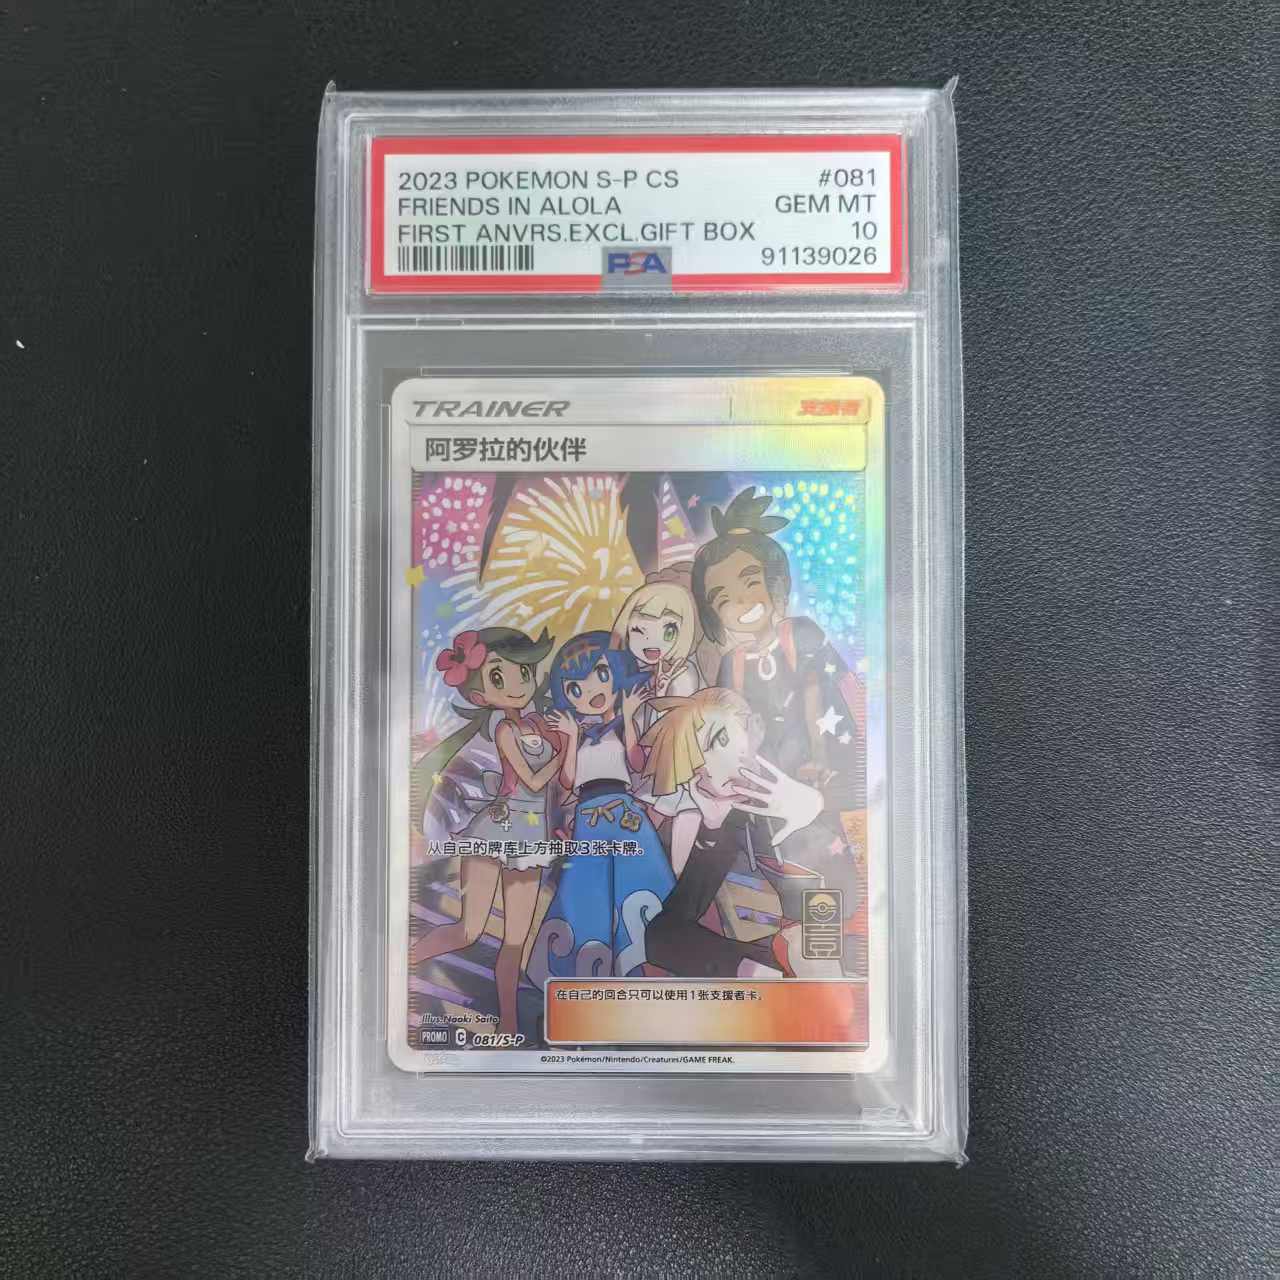 2023 POKEMON S-P CS #081
FRIENDS IN ALOLA GEM MT
FIRST ANVRS.EXCL.GIFT BOX 10
PSA 91139026
TRAINER 支援者
阿罗拉的伙伴
从自己的牌库上方抽取3张卡牌。
在自己的回合只可以使用1张支援者卡。
Illus. Naoki Saito
PROMO C 081/S-P
©2023 Pokémon/Nintendo/Creatures/GAME FREAK.